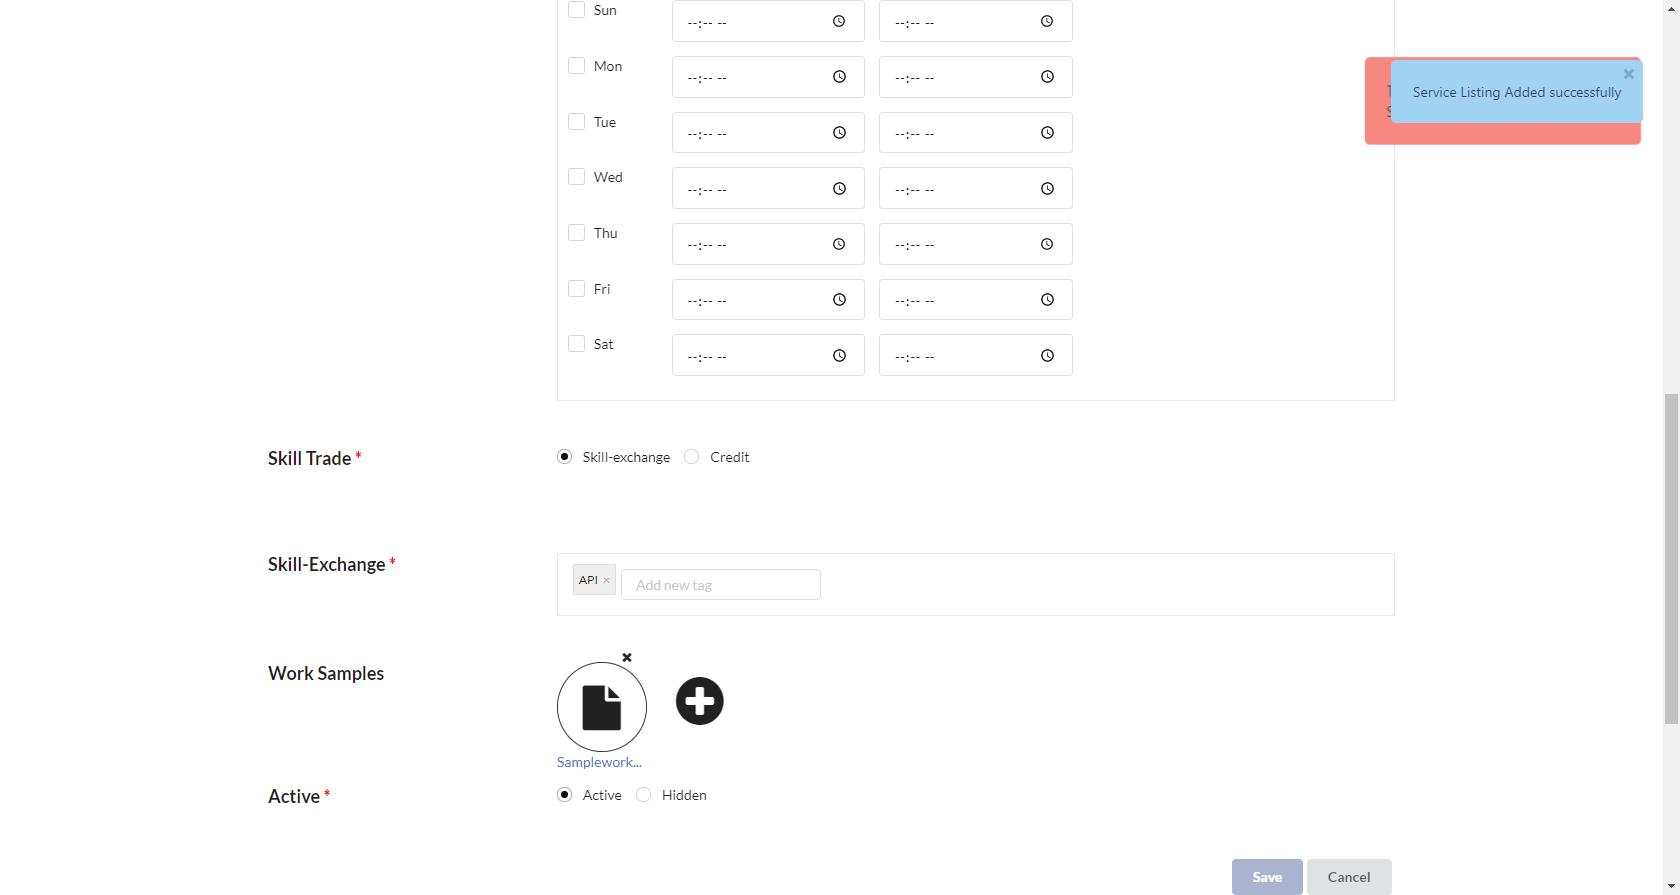 Sun --:-- -- --:-- --
Mon --:-- -- --:-- --
Tue --:-- -- --:-- --
Wed --:-- -- --:-- --
Thu --:-- -- --:-- --
Fri --:-- -- --:-- --
Sat --:-- -- --:-- --
Service Listing Added successfully
Skill Trade *
Skill-exchange Credit
Skill-Exchange *
API × Add new tag
Work Samples
Samplework...
Active *
Active Hidden
Save Cancel